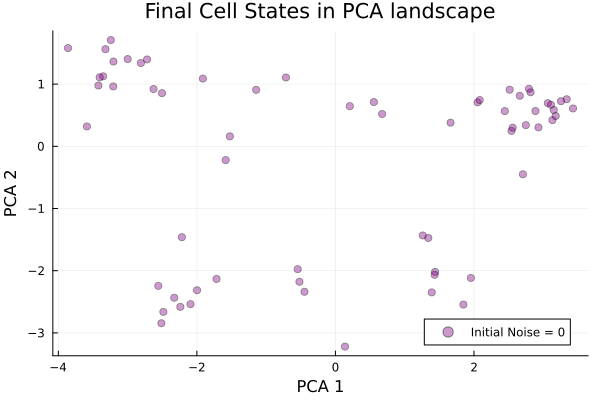 Final Cell States in PCA landscape
PCA 2
1
0
−1
−2
−3
Initial Noise = 0
−4
−2
0
2
PCA 1